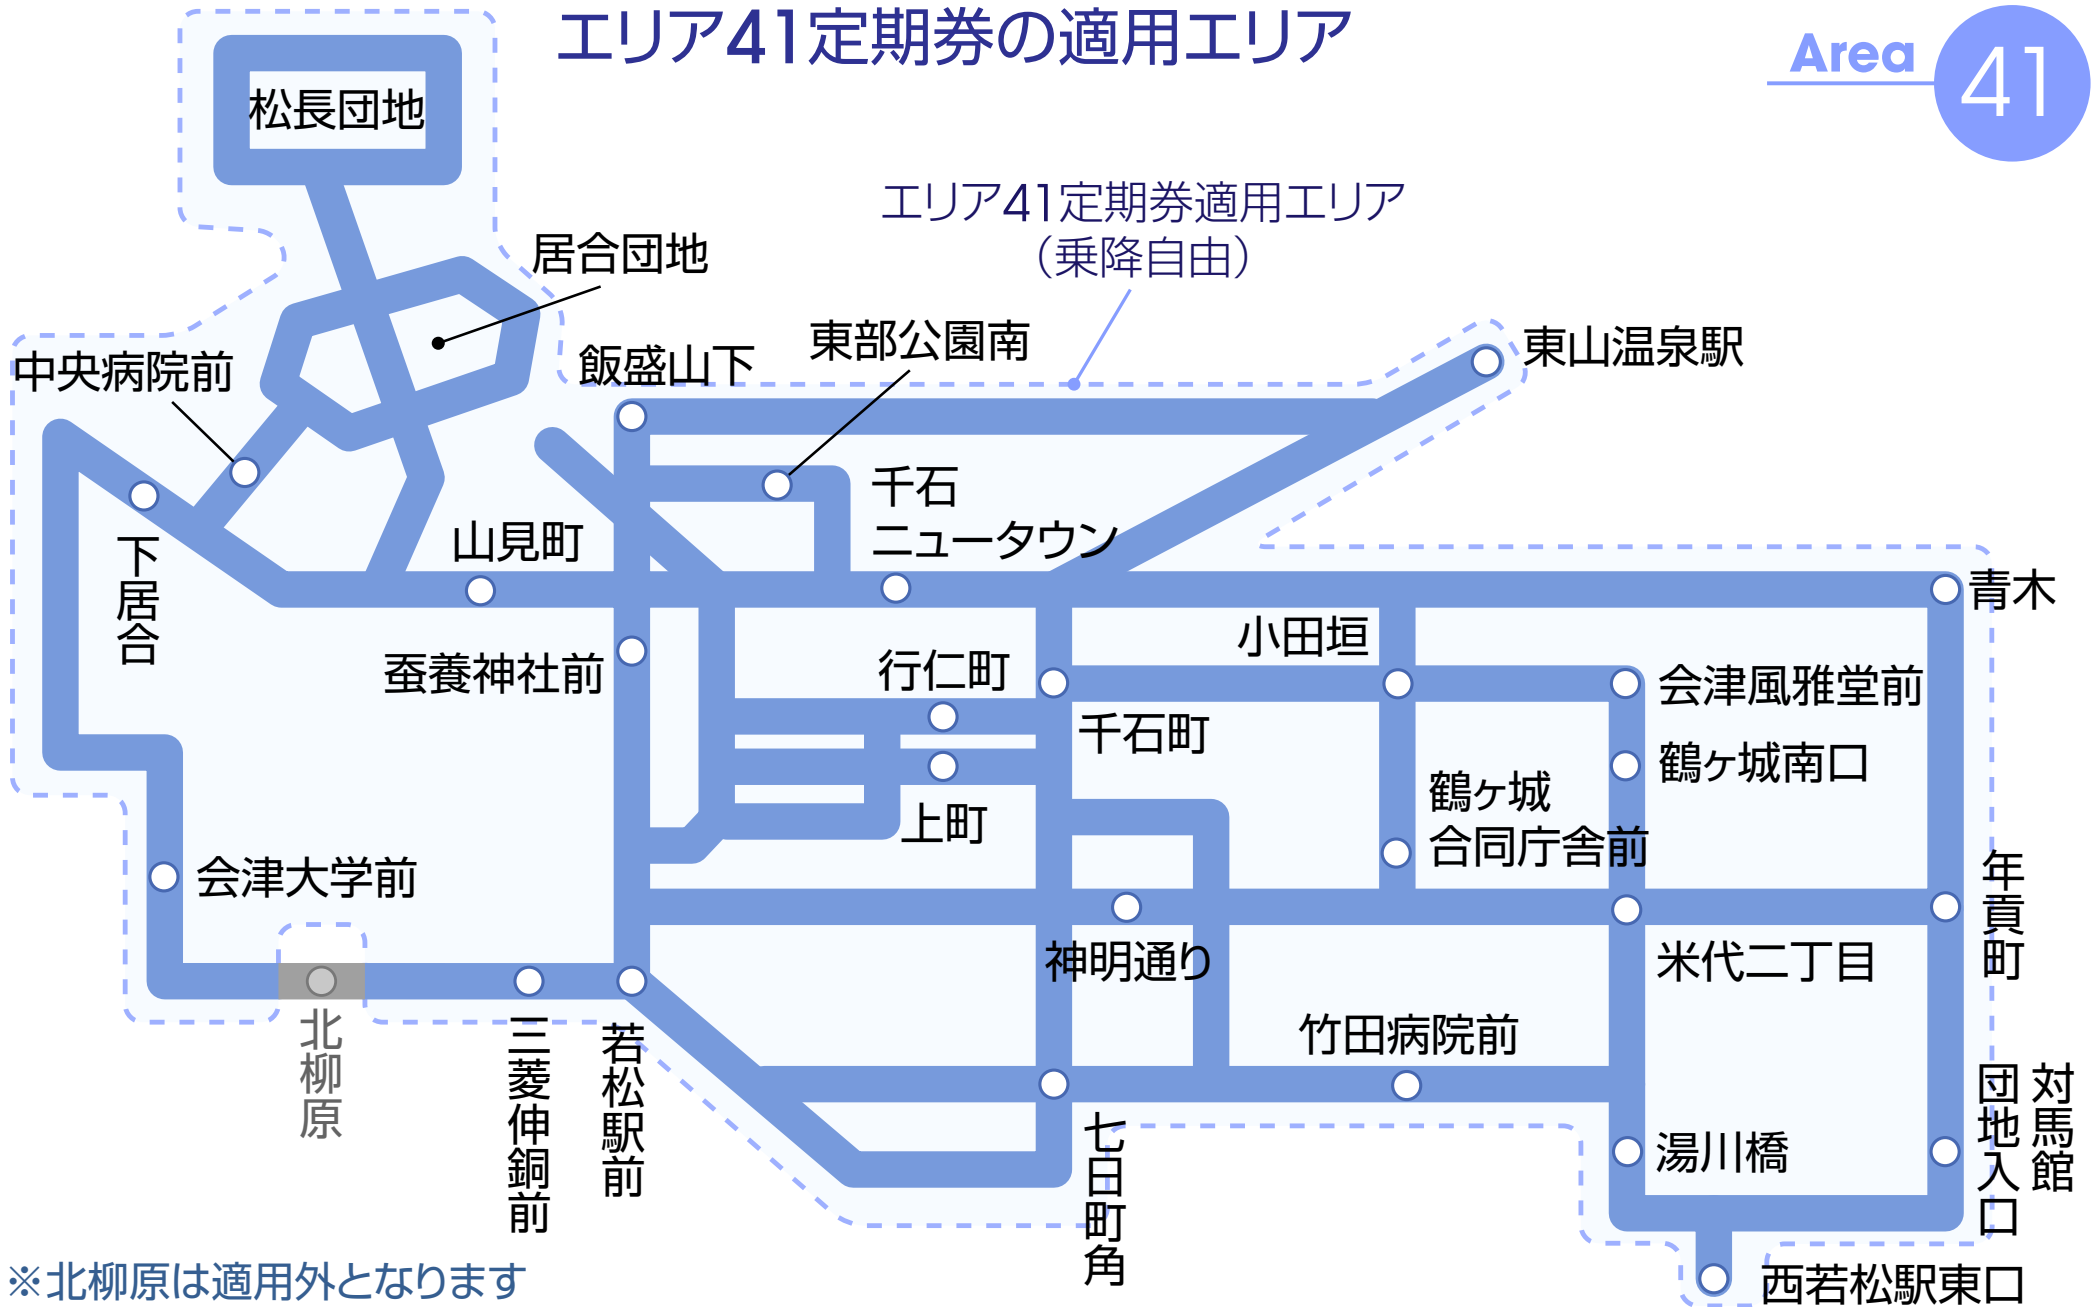 エリア41定期券の適用エリア
Area
41
松長団地
エリア41定期券適用エリア
（乗降自由）
居合団地
東部公園南
東山温泉駅
飯盛山下
中央病院前
千石
ニュータウン
山見町
下居合
青木
小田垣
蚕養神社前
行仁町
会津風雅堂前
千石町
鶴ヶ城南口
鶴ヶ城
合同庁舎前
上町
会津大学前
年貢町
神明通り
米代二丁目
北柳原
三菱伸銅前
若松駅前
竹田病院前
七日町角
湯川橋
対馬館
団地入口
西若松駅東口
※北柳原は適用外となります